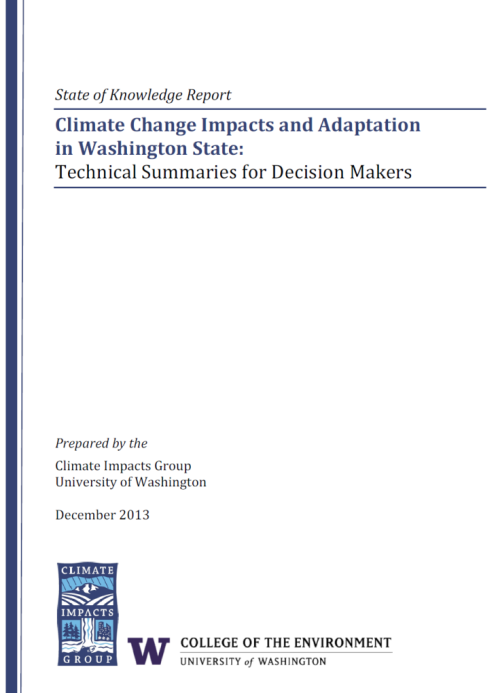 State of Knowledge Report
Climate Change Impacts and Adaptation
in Washington State:
Technical Summaries for Decision Makers
Prepared by the
Climate Impacts Group
University of Washington
December 2013
CLIMATE
IMPACTS
GROUP
W
COLLEGE OF THE ENVIRONMENT
UNIVERSITY of WASHINGTON